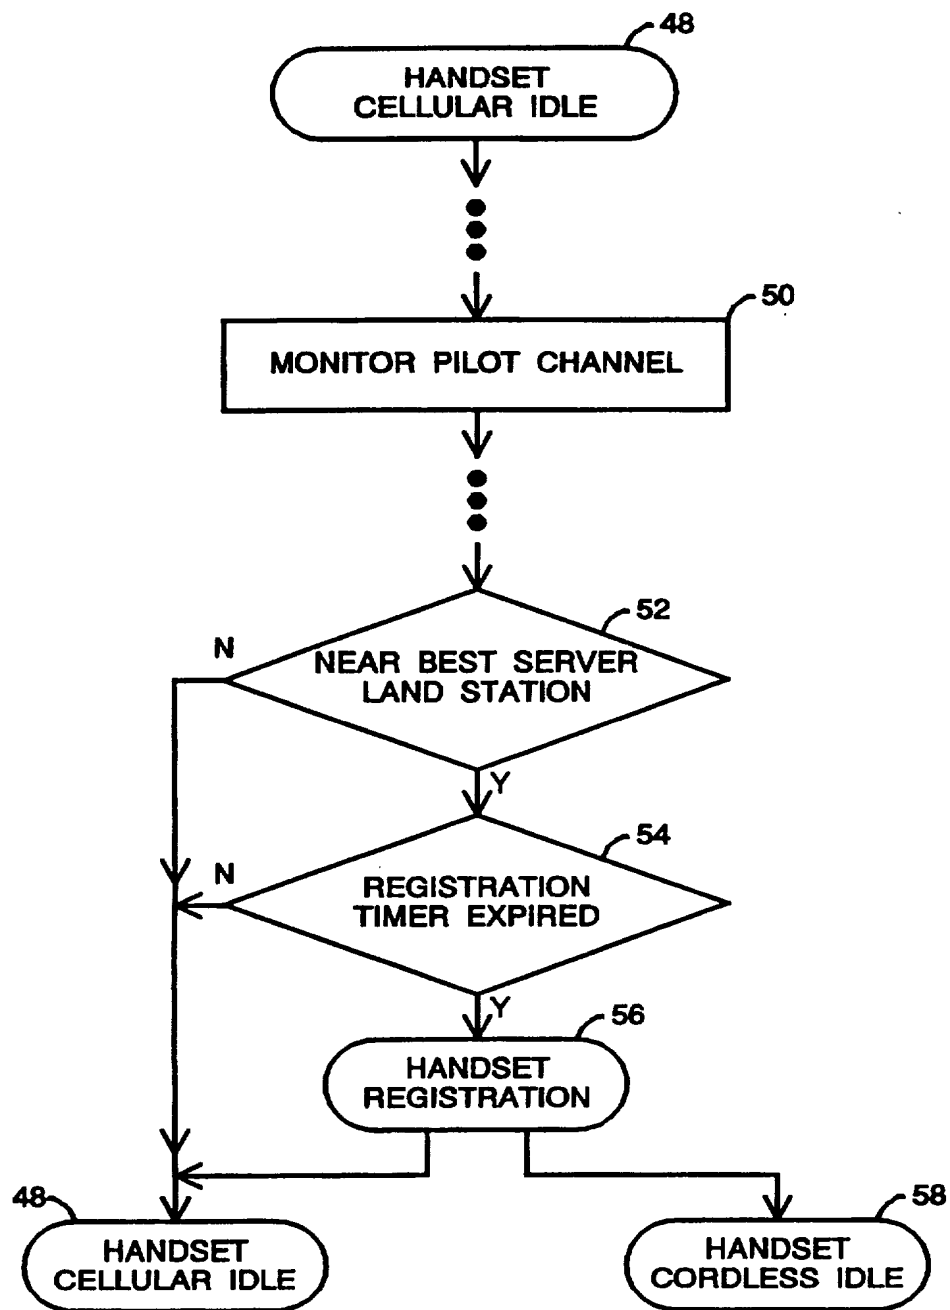 48
HANDSET
CELLULAR IDLE
50
MONITOR PILOT CHANNEL
52
N
NEAR BEST SERVER
LAND STATION
Y
54
N
REGISTRATION
TIMER EXPIRED
Y
56
HANDSET
REGISTRATION
48
HANDSET
CELLULAR IDLE
58
HANDSET
CORDLESS IDLE